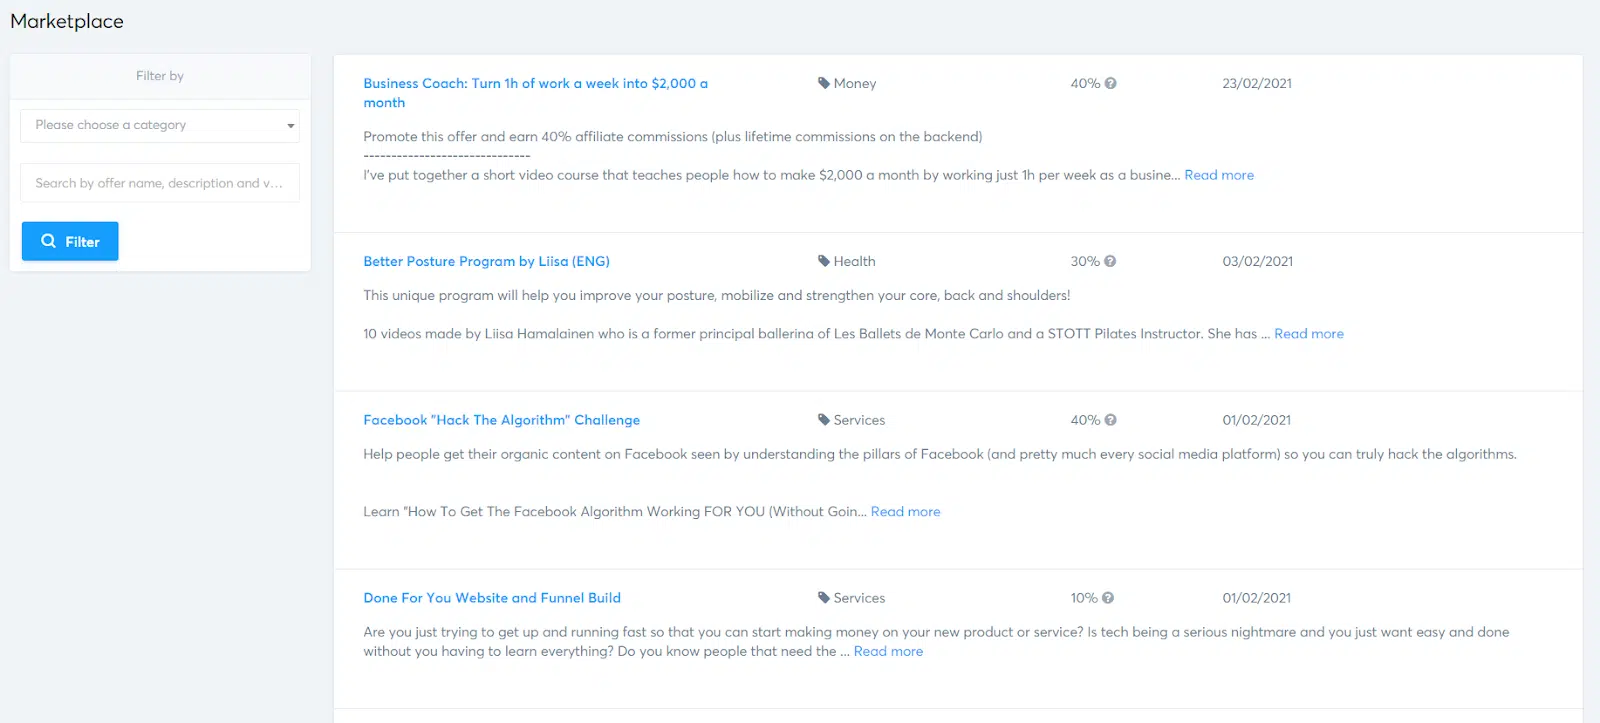 Marketplace
Filter by
Please choose a category
Search by offer name, description and v...
Filter
Business Coach: Turn 1h of work a week into $2,000 a
month
Money
40%
23/02/2021
Promote this offer and earn 40% affiliate commissions (plus lifetime commissions on the backend)
------------------------------
I've put together a short video course that teaches people how to make $2,000 a month by working just 1h per week as a busine... Read more
Better Posture Program by Liisa (ENG)
Health
30%
03/02/2021
This unique program will help you improve your posture, mobilize and strengthen your core, back and shoulders!
10 videos made by Liisa Hamalainen who is a former principal ballerina of Les Ballets de Monte Carlo and a STOTT Pilates Instructor. She has ... Read more
Facebook "Hack The Algorithm" Challenge
Services
40%
01/02/2021
Help people get their organic content on Facebook seen by understanding the pillars of Facebook (and pretty much every social media platform) so you can truly hack the algorithms.
Learn "How To Get The Facebook Algorithm Working FOR YOU (Without Goin... Read more
Done For You Website and Funnel Build
Services
10%
01/02/2021
Are you just trying to get up and running fast so that you can start making money on your new product or service? Is tech being a serious nightmare and you just want easy and done
without you having to learn everything? Do you know people that need the ... Read more